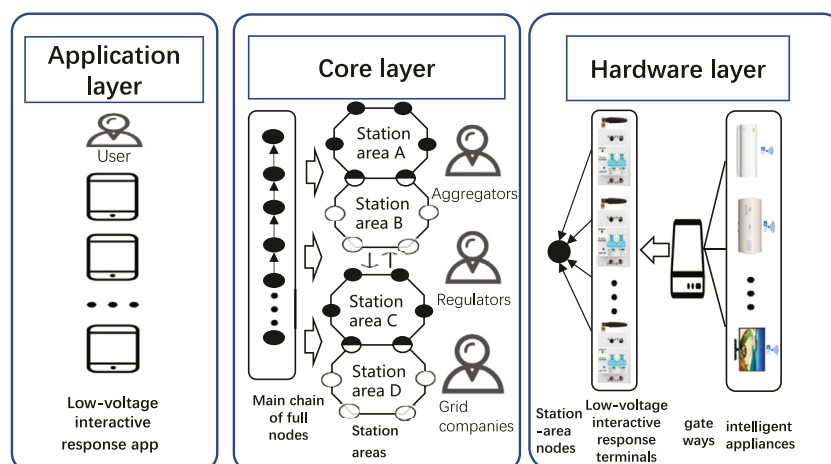 Application
layer
User
Low-voltage
interactive
response app
Core layer
Station
area A
Station
area B
Station
area C
Station
area D
Aggregators
Regulators
Grid
companies
Main chain
of full
nodes
Station
areas
Hardware layer
Station
-area
nodes
Low-voltage
interactive
response
terminals
gate
ways
intelligent
appliances